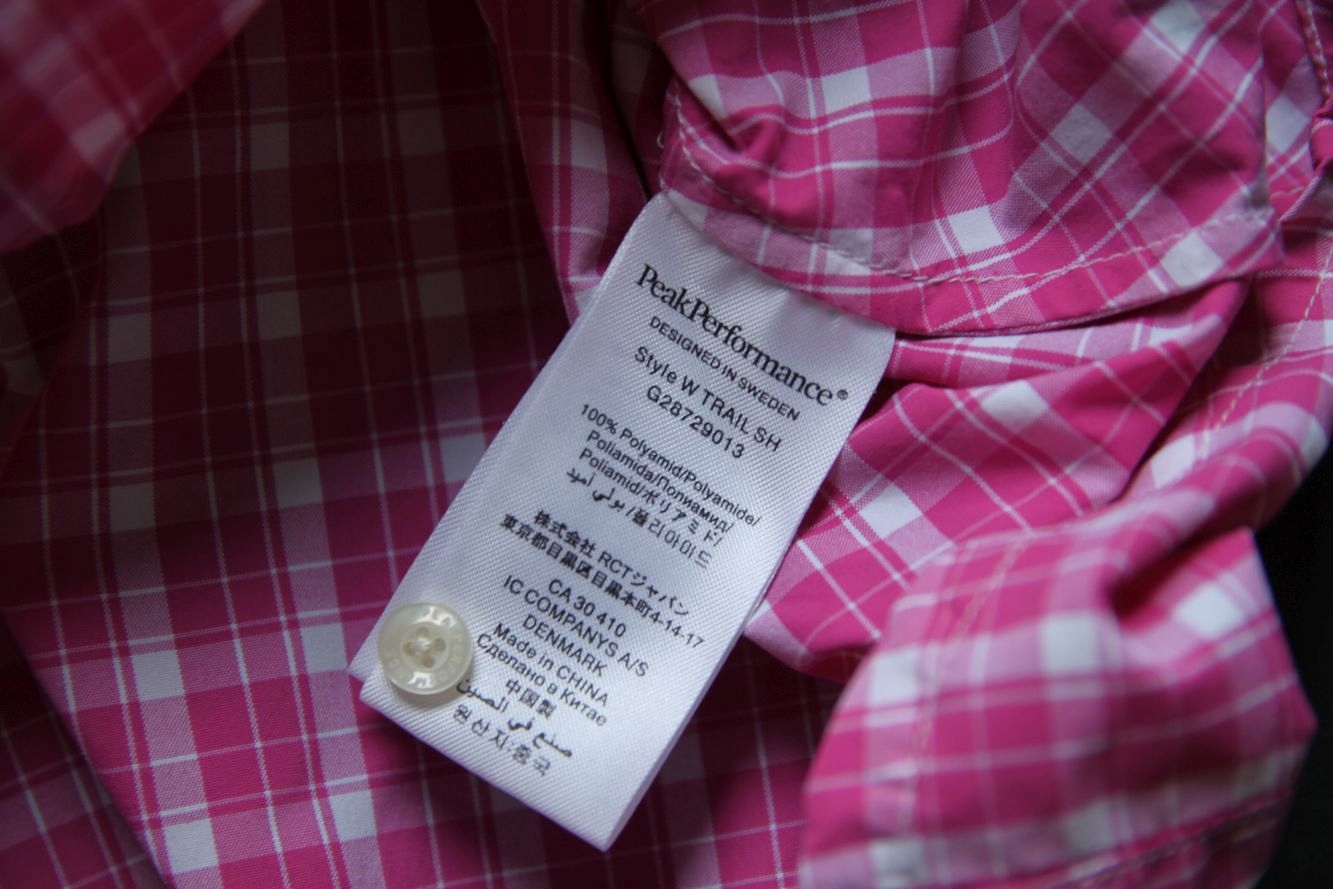 PeakPerformance®
DESIGNED IN SWEDEN
Style W TRAIL SH
G28729013
100% Polyamid/Polyamide/
Poliamida/Полиамид/
Poliamid/ポリアミド/
بولي أميد/폴리아미드
株式会社 RCTジャパン
東京都目黒区目黒本町4-14-17
CA 30 410
IC COMPANYS A/S
DENMARK
Made in CHINA
Сделано в Китае
中国製
صنع في الصين
원산지:중국